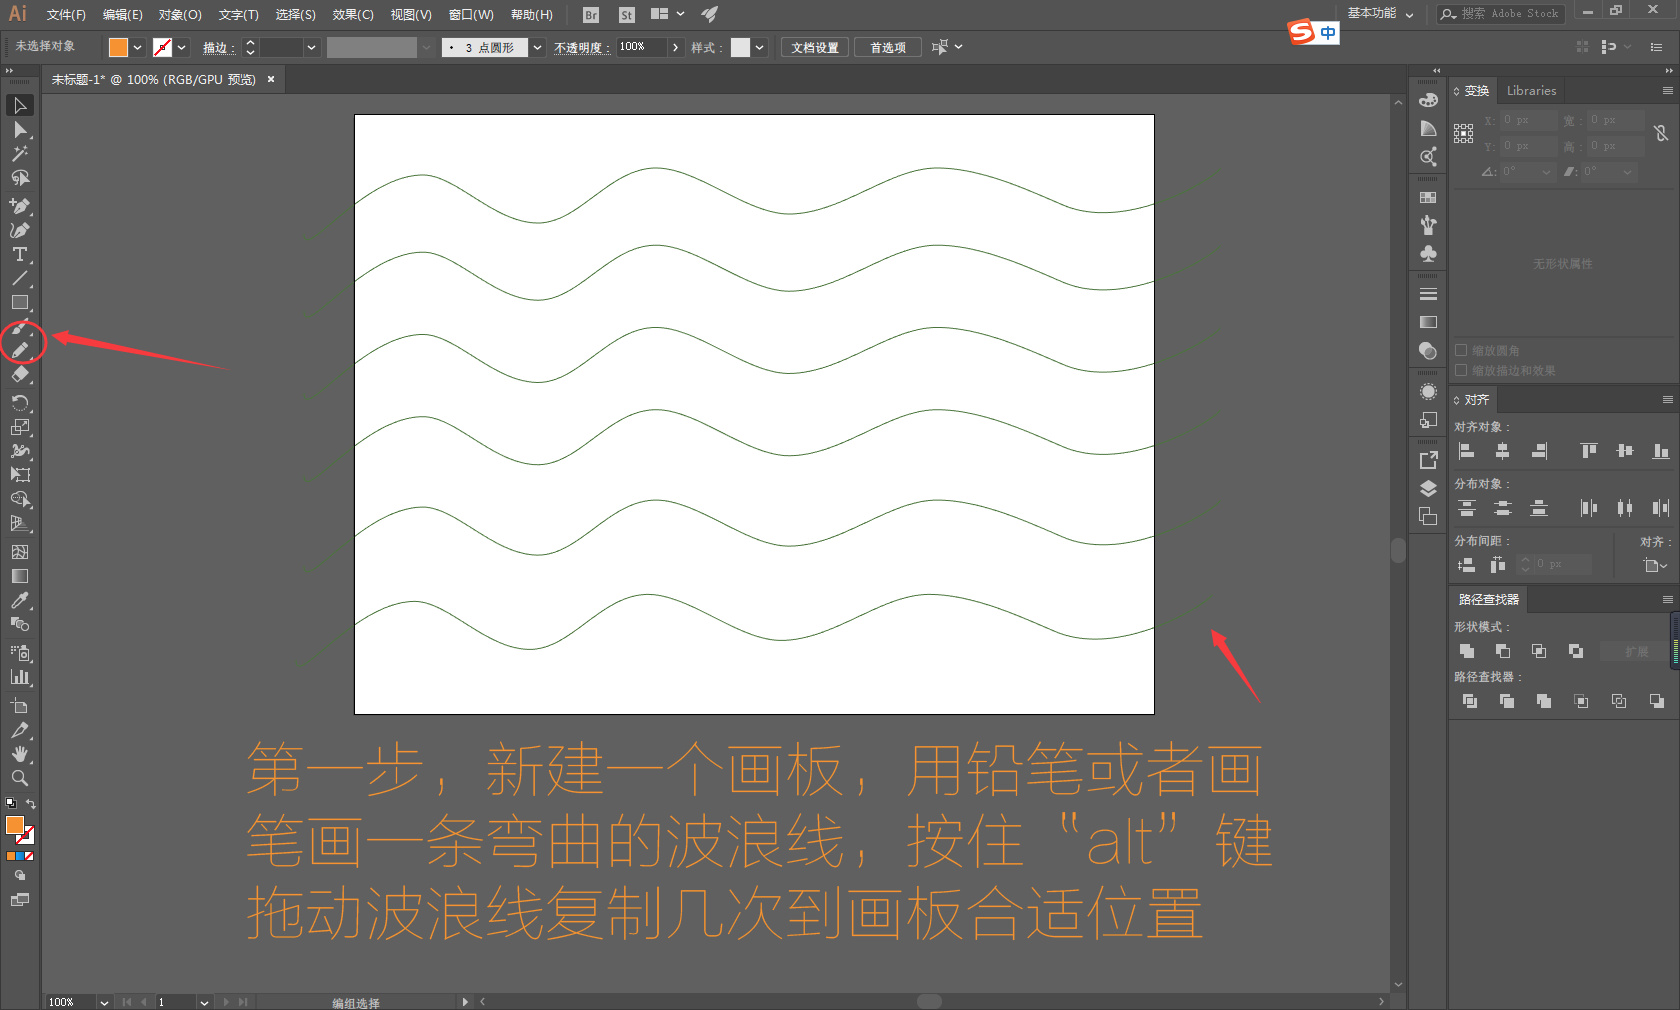 Ai 文件(F) 编辑(E) 对象(O) 文字(T) 选择(S) 效果(C) 视图(V) 窗口(W) 帮助(H) Br St 基本功能 搜索 Adobe Stock
S 中
未选择对象 描边: 3 点圆形 不透明度: 100% 样式: 文档设置 首选项
未标题-1* @ 100% (RGB/GPU 预览) ×
变换 Libraries
X: 0 px 宽: 0 px
Y: 0 px 高: 0 px
0° 0°
无形状属性
缩放圆角
缩放描边和效果
对齐
对齐对象:
分布对象:
分布间距: 对齐:
0 px
路径查找器
形状模式:
扩展
路径查找器:
第一步，新建一个画板，用铅笔或者画
笔画一条弯曲的波浪线，按住“alt”键
拖动波浪线复制几次到画板合适位置
100% 1 编组选择